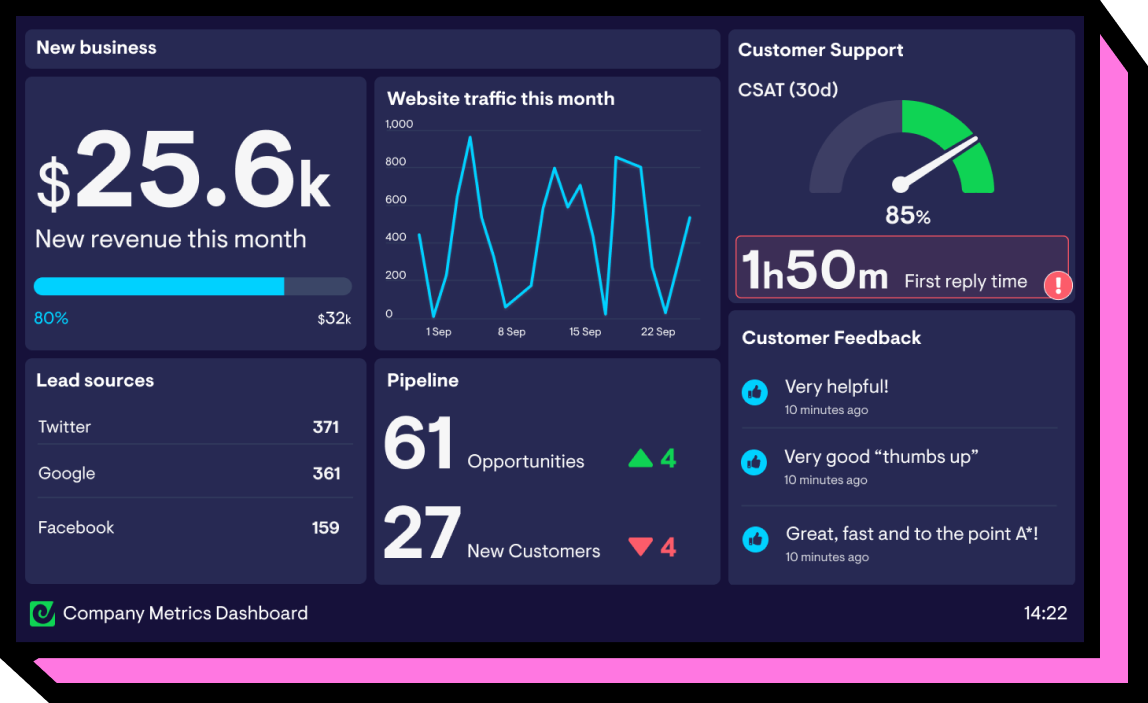 New business
$25.6k
New revenue this month
80%
$32k
Website traffic this month
1,000
800
600
400
200
0
1 Sep 8 Sep 15 Sep 22 Sep
Customer Support
CSAT (30d)
85%
1h50m First reply time
!
Lead sources
Twitter 371
Google 361
Facebook 159
Pipeline
61 Opportunities ▲ 4
27 New Customers ▼ 4
Customer Feedback
Very helpful!
10 minutes ago
Very good “thumbs up”
10 minutes ago
Great, fast and to the point A*!
10 minutes ago
Company Metrics Dashboard
14:22